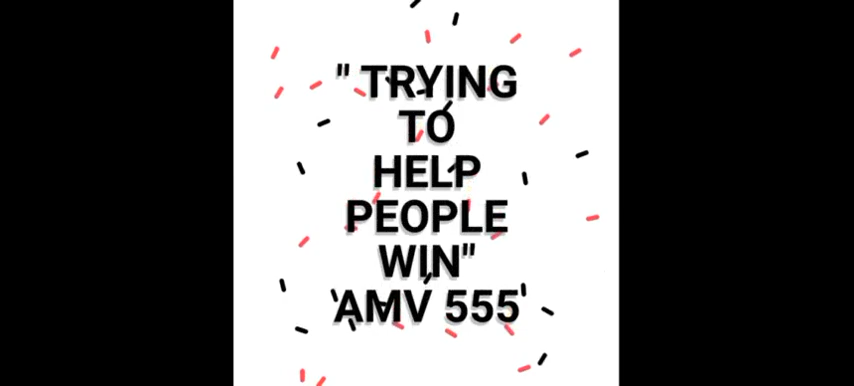 " TRYING
TO
HELP
PEOPLE
WIN"
'AMV 555'